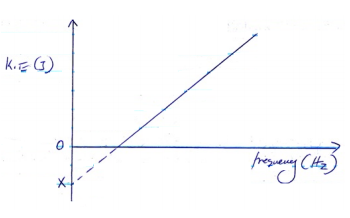 K.E (J)
0
frequency (Hz)
X